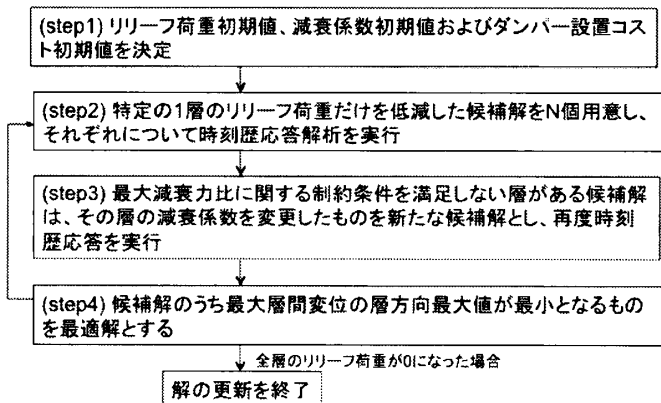 (step1) リリーフ荷重初期値、減衰係数初期値およびダンパー設置コス
ト初期値を決定
(step2) 特定の1層のリリーフ荷重だけを低減した候補解をN個用意し、
それぞれについて時刻歴応答解析を実行
(step3) 最大減衰力比に関する制約条件を満足しない層がある候補解
は、その層の減衰係数を変更したものを新たな候補解とし、再度時刻
歴応答を実行
(step4) 候補解のうち最大層間変位の層方向最大値が最小となるもの
を最適解とする
全層のリリーフ荷重が0になった場合
解の更新を終了